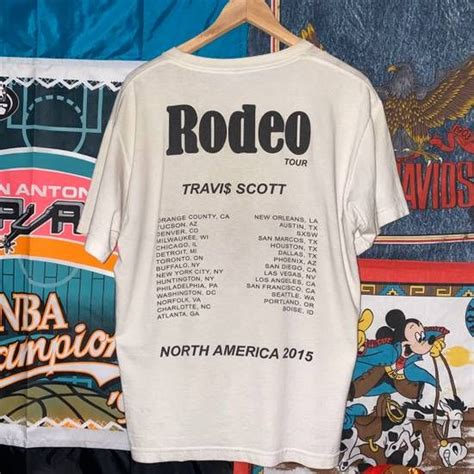 Rodeo
TOUR
TRAVI$ SCOTT
ORANGE COUNTY, CA
TUCSON, AZ
DENVER, CO
MILWAUKEE, WI
CHICAGO, IL
DETROIT, MI
TORONTO, ON
BUFFALO, NY
NEW YORK CITY, NY
HUNTINGTON, NY
PHILADELPHIA, PA
WASHINGTON, DC
NORFOLK, VA
CHARLOTTE, NC
ATLANTA, GA
NEW ORLEANS, LA
AUSTIN, TX
SXSW
SAN MARCOS, TX
HOUSTON, TX
DALLAS, TX
PHOENIX, AZ
SAN DIEGO, CA
LAS VEGAS, NV
LOS ANGELES, CA
SAN FRANCISCO, CA
SEATTLE, WA
PORTLAND, OR
BOISE, ID
NORTH AMERICA 2015
N ANTON
NBA
ampion
AVIDS